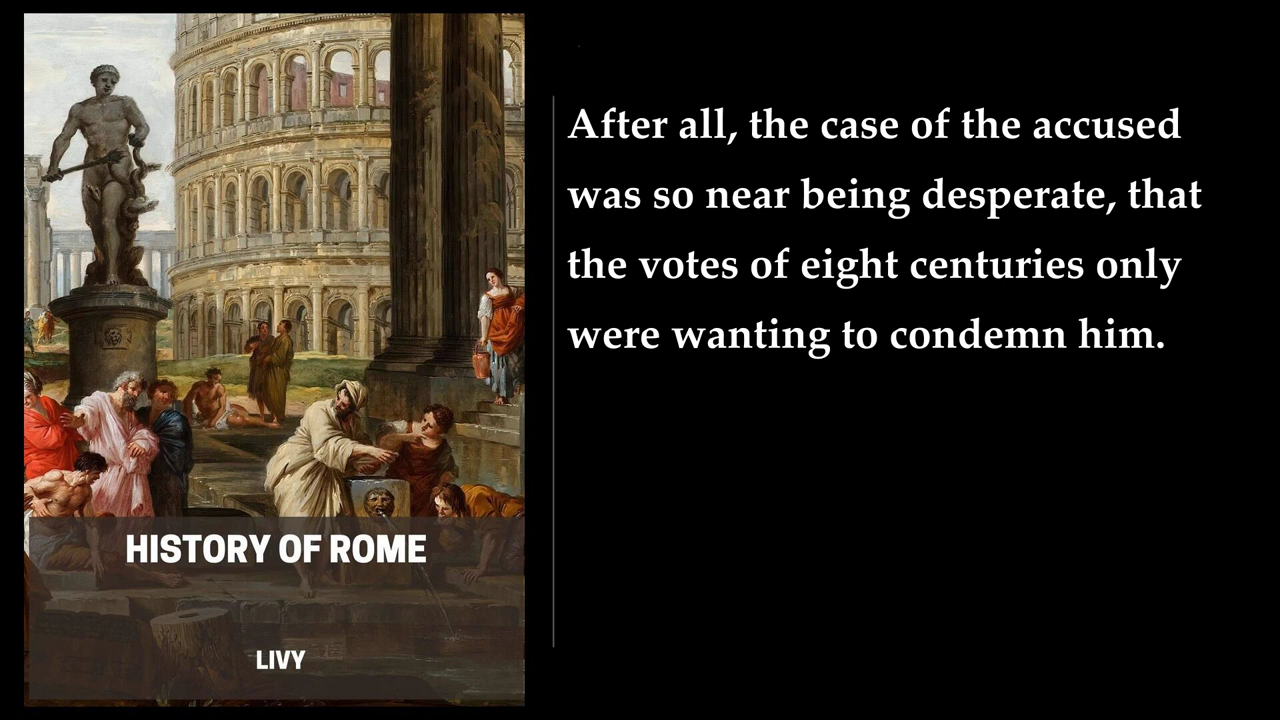 After all, the case of the accused
was so near being desperate, that
the votes of eight centuries only
were wanting to condemn him.
HISTORY OF ROME
LIVY